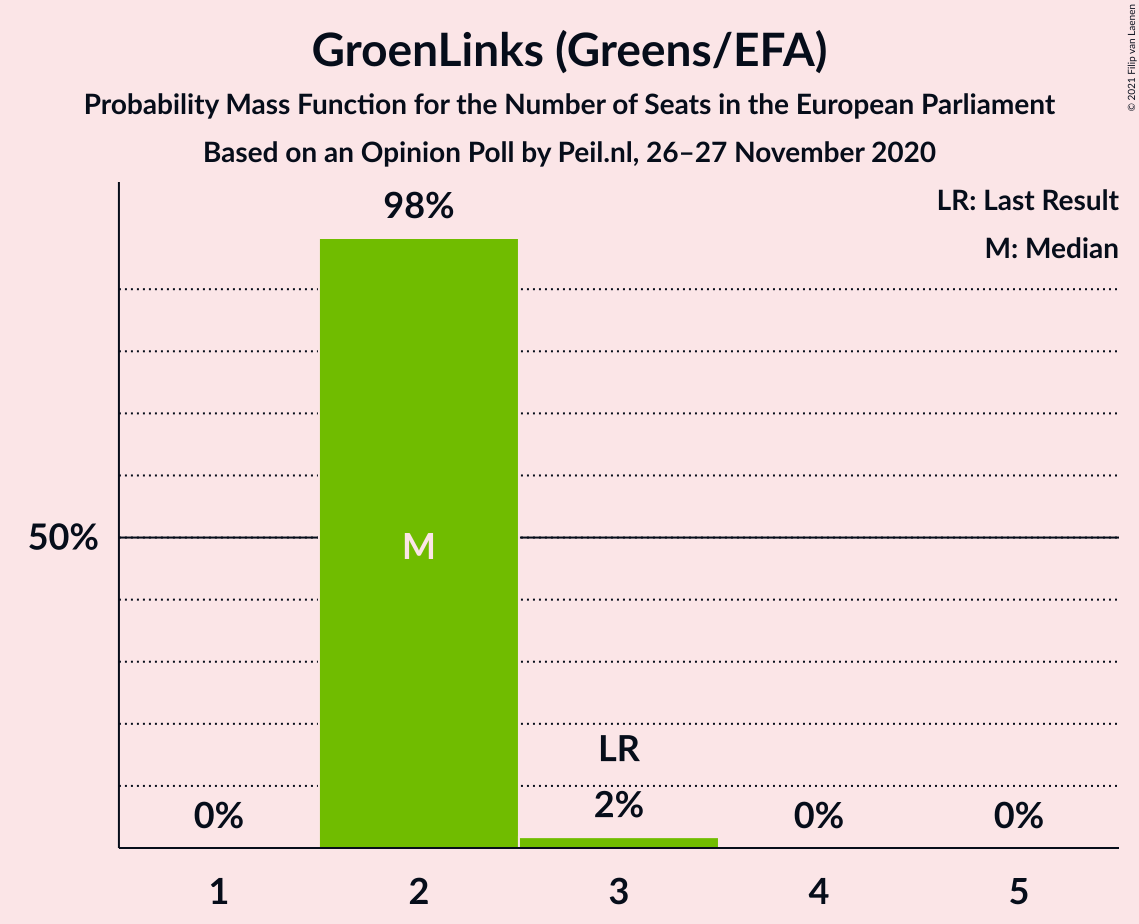 GroenLinks (Greens/EFA)
Probability Mass Function for the Number of Seats in the European Parliament
Based on an Opinion Poll by Peil.nl, 26–27 November 2020
© 2021 Filip van Laenen
LR: Last Result
M: Median
98%
50%
M
LR
0%
2%
0%
0%
1
2
3
4
5